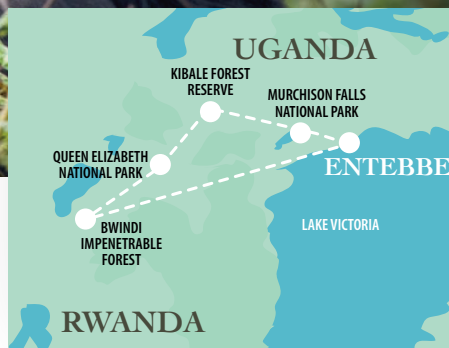 UGANDA
KIBALE FOREST
RESERVE
MURCHISON FALLS
NATIONAL PARK
QUEEN ELIZABETH
NATIONAL PARK
ENTEBBE
BWINDI
IMPENETRABLE
FOREST
LAKE VICTORIA
RWANDA